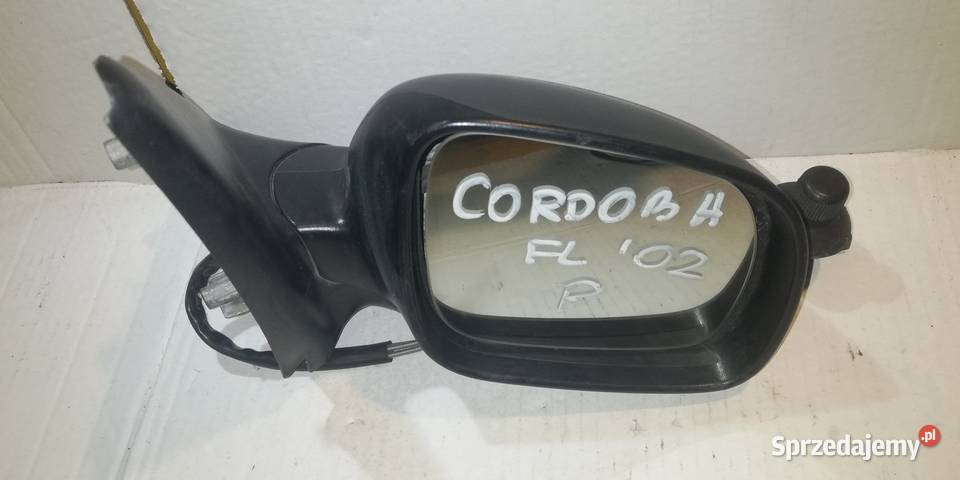 CORDOBA
FL '02
P
Sprzedajemy.pl